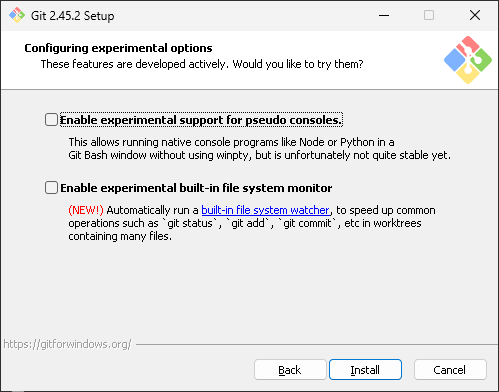 Git 2.45.2 Setup
Configuring experimental options
These features are developed actively. Would you like to try them?
Enable experimental support for pseudo consoles.
This allows running native console programs like Node or Python in a
Git Bash window without using winpty, but is unfortunately not quite stable yet.
Enable experimental built-in file system monitor
(NEW!) Automatically run a built-in file system watcher, to speed up common
operations such as `git status`, `git add`, `git commit`, etc in worktrees
containing many files.
https://gitforwindows.org/
Back Install Cancel